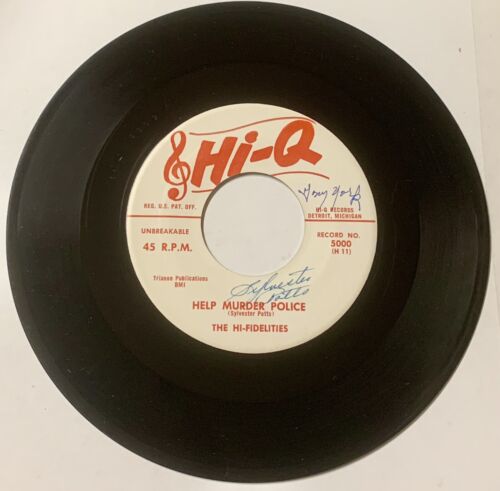 Hi-Q
REG. U.S. PAT. OFF.
HI-Q RECORDS
DETROIT, MICHIGAN
UNBREAKABLE
45 R.P.M.
RECORD NO.
5000
(H 11)
Trianon Publications
BMI
Sylvester
Potts
HELP MURDER POLICE
(Sylvester Potts)
THE HI-FIDELITIES